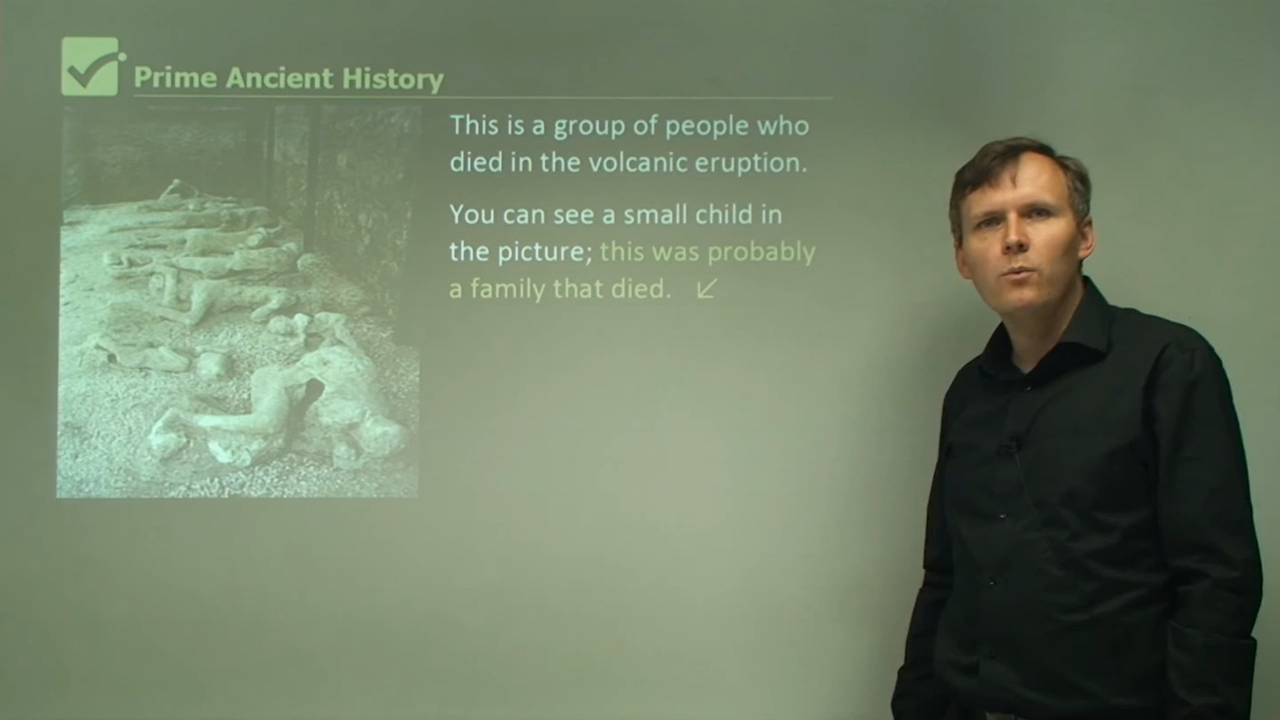 Prime Ancient History
This is a group of people who
died in the volcanic eruption.
You can see a small child in
the picture; this was probably
a family that died.